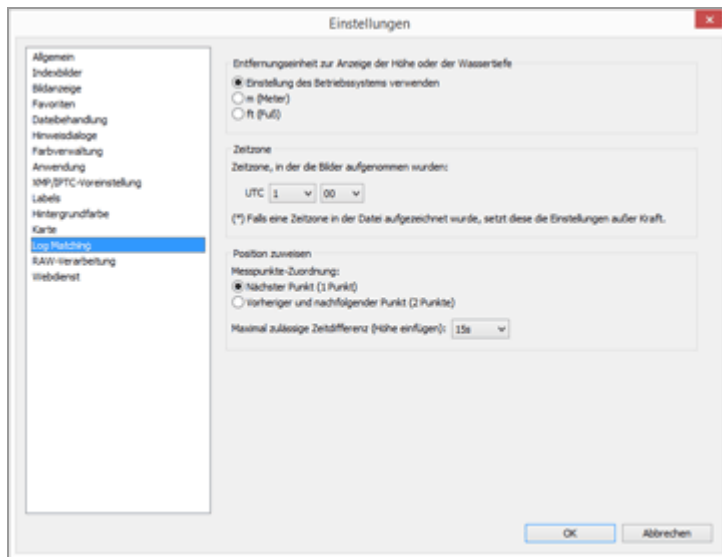 Einstellungen
Allgemein
Indexbilder
Bildanzeige
Favoriten
Dateibehandlung
Hinweisdialoge
Farbverwaltung
Anwendung
XMP/IPTC-Voreinstellung
Labels
Hintergrundfarbe
Karte
Log Matching
RAW-Verarbeitung
Webdienst
Entfernungseinheit zur Anzeige der Höhe oder der Wassertiefe
Einstellung des Betriebssystems verwenden
m (Meter)
ft (Fuß)
Zeitzone
Zeitzone, in der die Bilder aufgenommen wurden:
UTC 1 00
(*) Falls eine Zeitzone in der Datei aufgezeichnet wurde, setzt diese die Einstellungen außer Kraft.
Position zuweisen
Messpunkte-Zuordnung:
Nächster Punkt (1 Punkt)
Vorheriger und nachfolgender Punkt (2 Punkte)
Maximal zulässige Zeitdifferenz (Höhe einfügen): 15s
OK Abbrechen